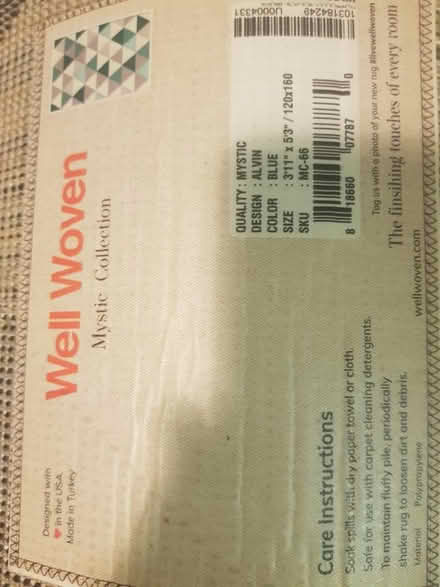 Well Woven
Mystic Collection
Designed with
in the USA,
Made in Turkey
103184249
U0004331
QUALITY : MYSTIC
DESIGN : ALVIN
COLOR : BLUE
SIZE : 3'11" x 5'3" / 120x160
SKU : MC-66
8 18660 07787 0
Tag us with a photo of your new rug #livewellwoven
The finsihing touches of every room
wellwoven.com
Care Instructions
Soak spills with dry paper towel or cloth.
Safe for use with carpet cleaning detergents.
To maintain fluffy pile, periodically
shake rug to loosen dirt and debris.
Material Polypropylene